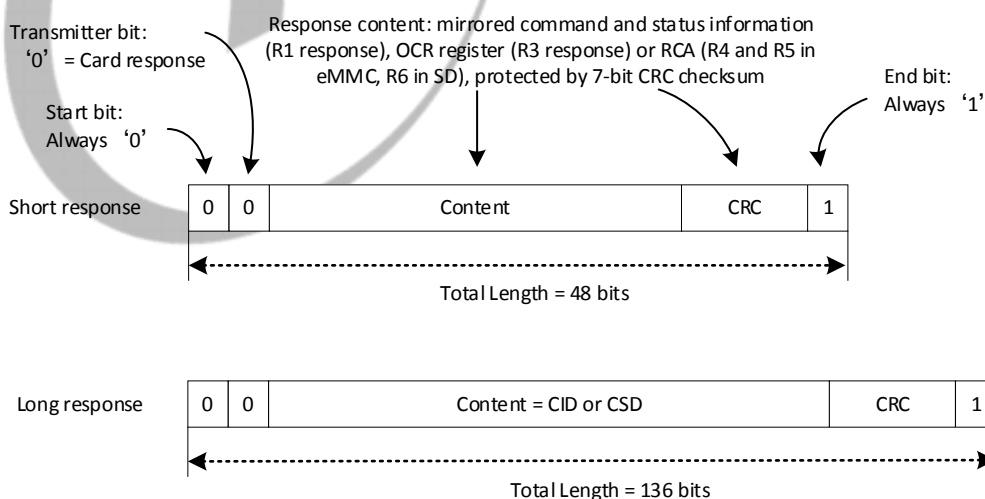 Transmitter bit:
‘0’ = Card response
Response content: mirrored command and status information
(R1 response), OCR register (R3 response) or RCA (R4 and R5 in
eMMC, R6 in SD), protected by 7-bit CRC checksum
End bit:
Always ‘1’
Start bit:
Always ‘0’
Short response 0 0 Content CRC 1
Total Length = 48 bits
Long response 0 0 Content = CID or CSD CRC 1
Total Length = 136 bits